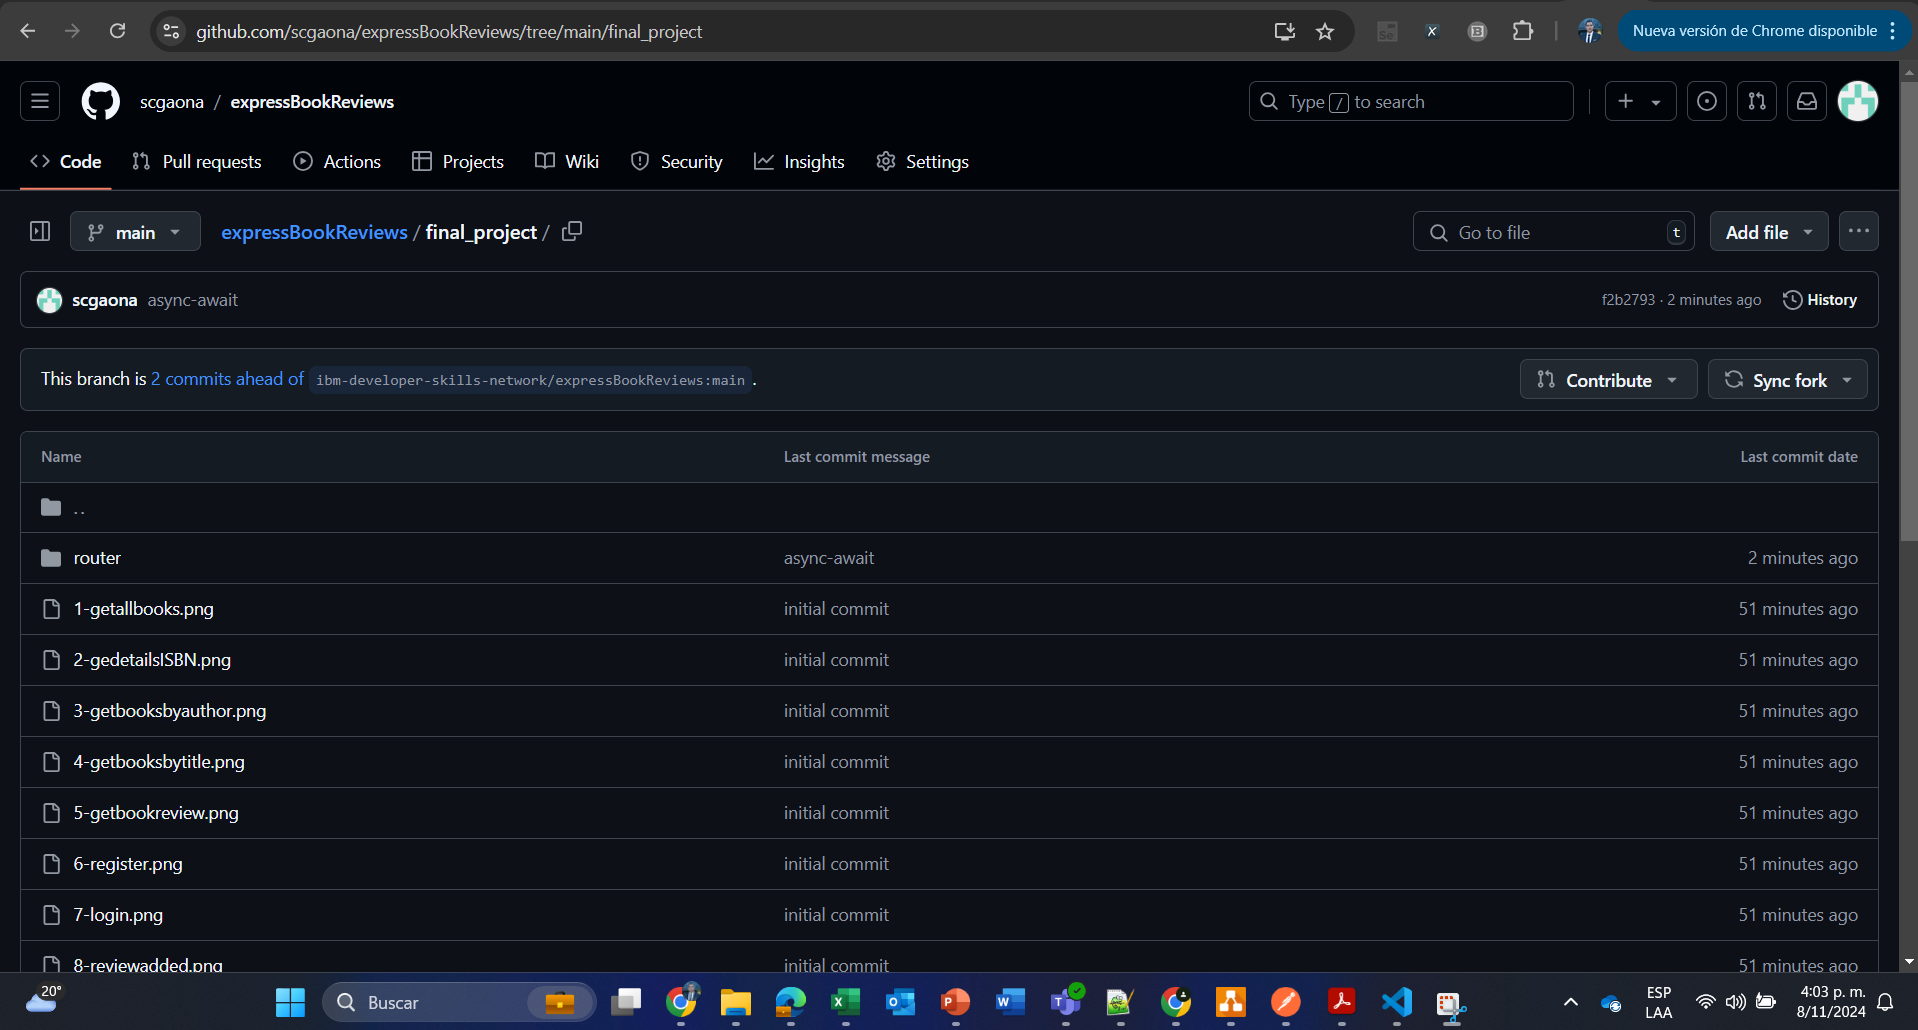 github.com/scgaona/expressBookReviews/tree/main/final_project
Nueva versión de Chrome disponible
scgaona / expressBookReviews
Type / to search
Code Pull requests Actions Projects Wiki Security Insights Settings
main expressBookReviews / final_project /
Go to file t Add file
scgaona async-await f2b2793 · 2 minutes ago History
This branch is 2 commits ahead of ibm-developer-skills-network/expressBookReviews:main .
Contribute Sync fork
Name Last commit message Last commit date
..
router async-await 2 minutes ago
1-getallbooks.png initial commit 51 minutes ago
2-gedetailsISBN.png initial commit 51 minutes ago
3-getbooksbyauthor.png initial commit 51 minutes ago
4-getbooksbytitle.png initial commit 51 minutes ago
5-getbookreview.png initial commit 51 minutes ago
6-register.png initial commit 51 minutes ago
7-login.png initial commit 51 minutes ago
8-reviewadded.png initial commit 51 minutes ago
20°
Buscar
ESP
LAA
4:03 p. m.
8/11/2024